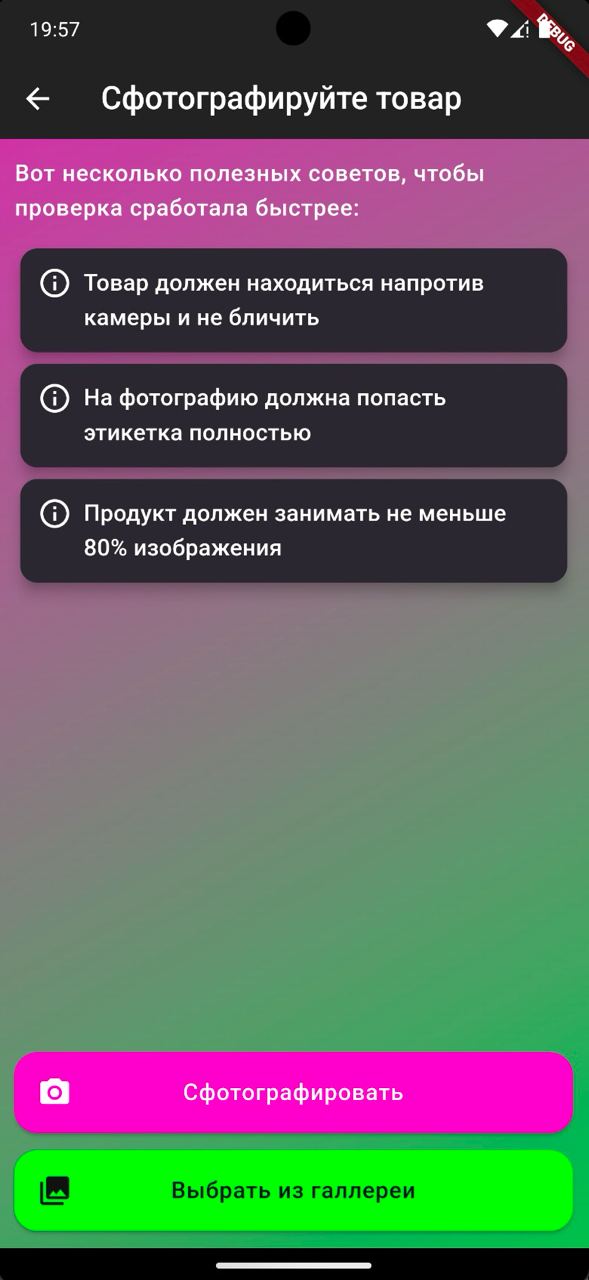 19:57
DEBUG
Сфотографируйте товар
Вот несколько полезных советов, чтобы
проверка сработала быстрее:
Товар должен находиться напротив
камеры и не бличить
На фотографию должна попасть
этикетка полностью
Продукт должен занимать не меньше
80% изображения
Сфотографировать
Выбрать из галлереи